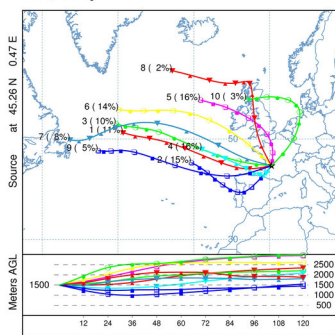 Source   at   45.26 N   0.47 E
8 ( 2%)
5 (16%)
10 ( 3%)
6 (14%)
3 (10%)
1 (11%)
7 ( 8%)
4 (16%)
50
9 ( 5%)
2 (15%)
Meters AGL
1500
2500
2000
1500
1000
500
12 24 36 48 60 72 84 96 108 120